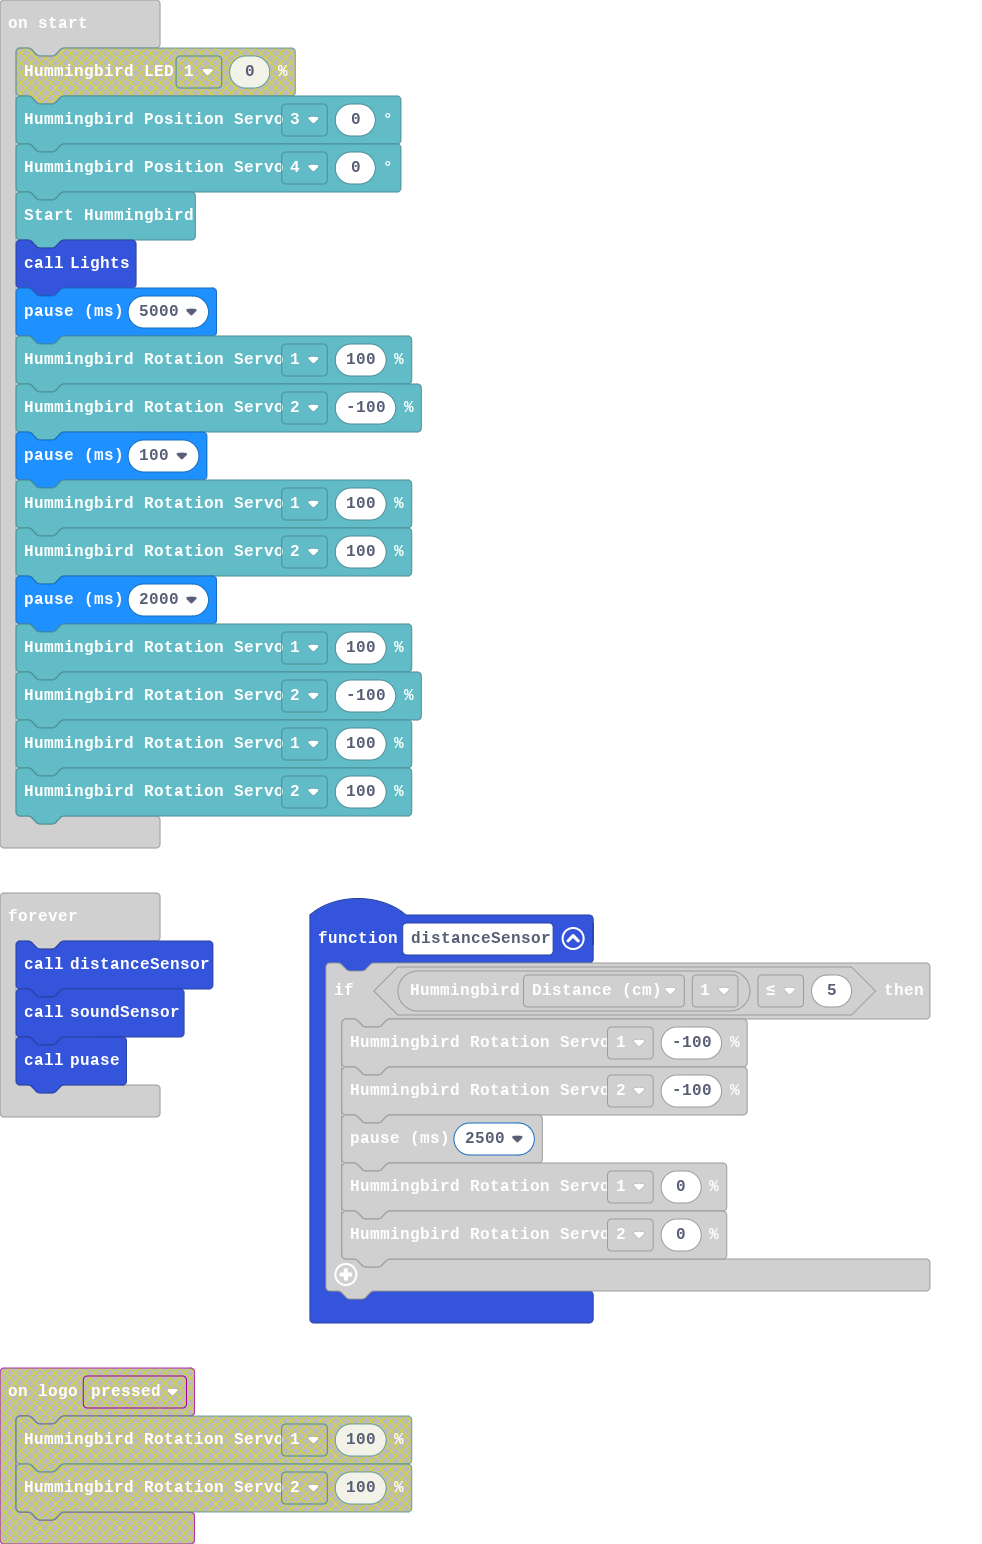 on start
Hummingbird LED 1 0 %
Hummingbird Position Servo 3 0 °
Hummingbird Position Servo 4 0 °
Start Hummingbird
call Lights
pause (ms) 5000
Hummingbird Rotation Servo 1 100 %
Hummingbird Rotation Servo 2 -100 %
pause (ms) 100
Hummingbird Rotation Servo 1 100 %
Hummingbird Rotation Servo 2 100 %
pause (ms) 2000
Hummingbird Rotation Servo 1 100 %
Hummingbird Rotation Servo 2 -100 %
Hummingbird Rotation Servo 1 100 %
Hummingbird Rotation Servo 2 100 %
forever
call distanceSensor
call soundSensor
call puase
function distanceSensor
if Hummingbird Distance (cm) 1 ≤ 5 then
Hummingbird Rotation Servo 1 -100 %
Hummingbird Rotation Servo 2 -100 %
pause (ms) 2500
Hummingbird Rotation Servo 1 0 %
Hummingbird Rotation Servo 2 0 %
on logo pressed
Hummingbird Rotation Servo 1 100 %
Hummingbird Rotation Servo 2 100 %